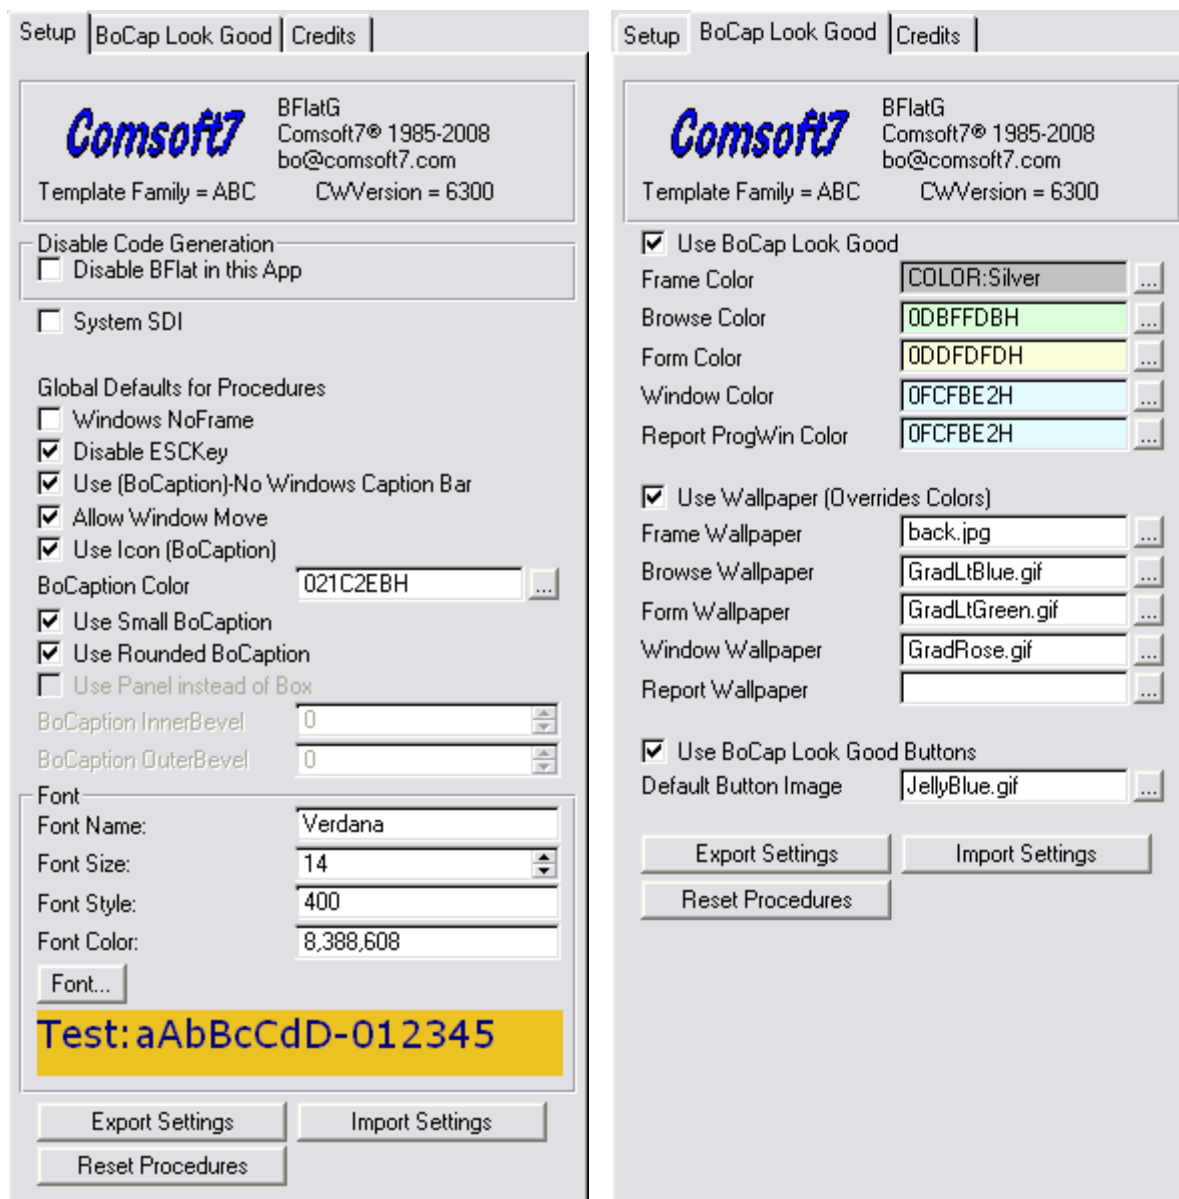 Setup BoCap Look Good Credits
Comsoft7
BFlatG
Comsoft7® 1985-2008
bo@comsoft7.com
Template Family = ABC CWVersion = 6300
Disable Code Generation
Disable BFlat in this App
System SDI
Global Defaults for Procedures
Windows NoFrame
Disable ESCKey
Use (BoCaption)-No Windows Caption Bar
Allow Window Move
Use Icon (BoCaption)
BoCaption Color 021C2EBH ...
Use Small BoCaption
Use Rounded BoCaption
Use Panel instead of Box
BoCaption InnerBevel 0
BoCaption OuterBevel 0
Font
Font Name: Verdana
Font Size: 14
Font Style: 400
Font Color: 8,388,608
Font...
Test:aAbBcCdD-012345
Export Settings Import Settings
Reset Procedures
Setup BoCap Look Good Credits
Comsoft7
BFlatG
Comsoft7® 1985-2008
bo@comsoft7.com
Template Family = ABC CWVersion = 6300
Use BoCap Look Good
Frame Color COLOR:Silver ...
Browse Color 0DBFFDBH ...
Form Color 0DDFDFDH ...
Window Color 0FCFBE2H ...
Report ProgWin Color 0FCFBE2H ...
Use Wallpaper (Overrides Colors)
Frame Wallpaper back.jpg ...
Browse Wallpaper GradLtBlue.gif ...
Form Wallpaper GradLtGreen.gif ...
Window Wallpaper GradRose.gif ...
Report Wallpaper ...
Use BoCap Look Good Buttons
Default Button Image JellyBlue.gif ...
Export Settings Import Settings
Reset Procedures